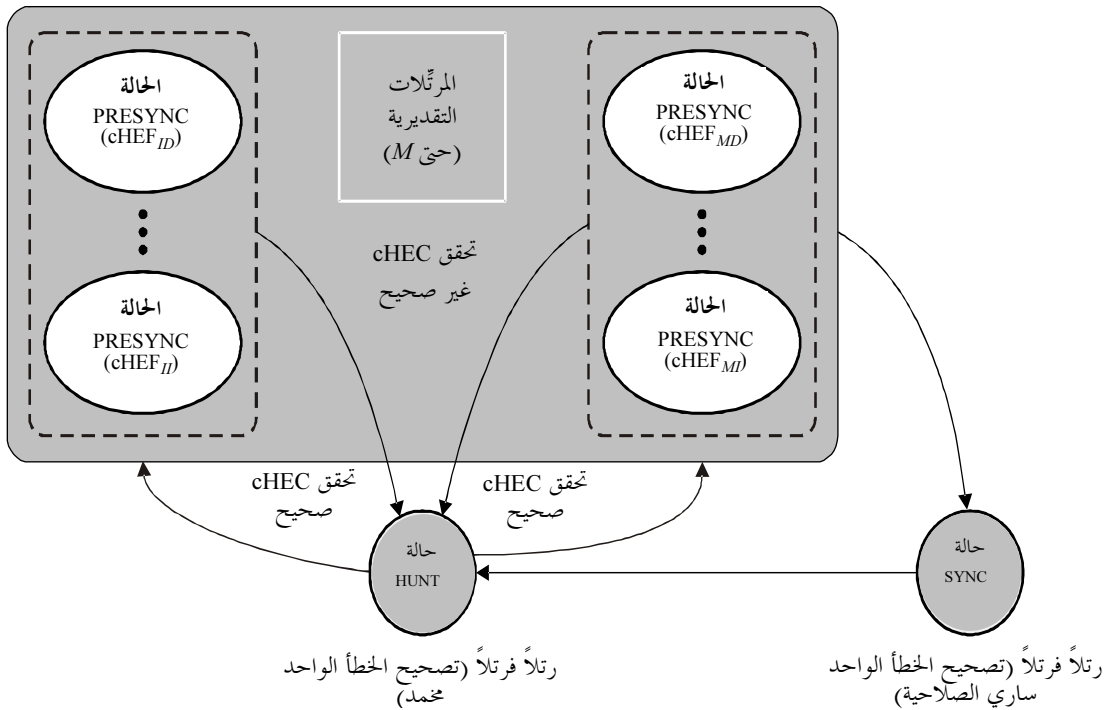 الحالة
PRESYNC
(cHEF_ID)
الحالة
PRESYNC
(cHEF_II)
المرتِّلات
التقديرية
(حتى M)
تحقق cHEC
غير صحيح
الحالة
PRESYNC
(cHEF_MD)
الحالة
PRESYNC
(cHEF_MI)
تحقق cHEC
صحيح
تحقق cHEC
صحيح
حالة
HUNT
حالة
SYNC
رتلاً فرتلاً (تصحيح الخطأ الواحد
مخمد)
رتلاً فرتلاً (تصحيح الخطأ الواحد
ساري الصلاحية)